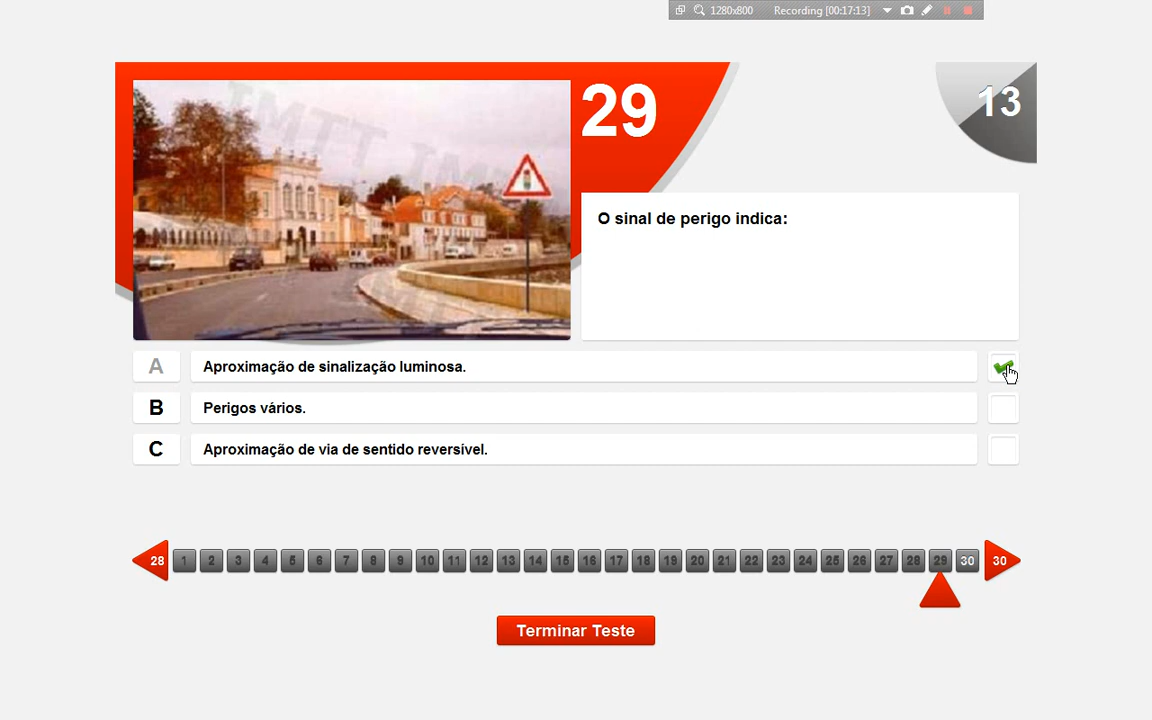 1280x800 Recording [00:17:13]
IMTT IMTT
29
13
O sinal de perigo indica:
A Aproximação de sinalização luminosa.
B Perigos vários.
C Aproximação de via de sentido reversível.
28 1 2 3 4 5 6 7 8 9 10 11 12 13 14 15 16 17 18 19 20 21 22 23 24 25 26 27 28 29 30 30
Terminar Teste